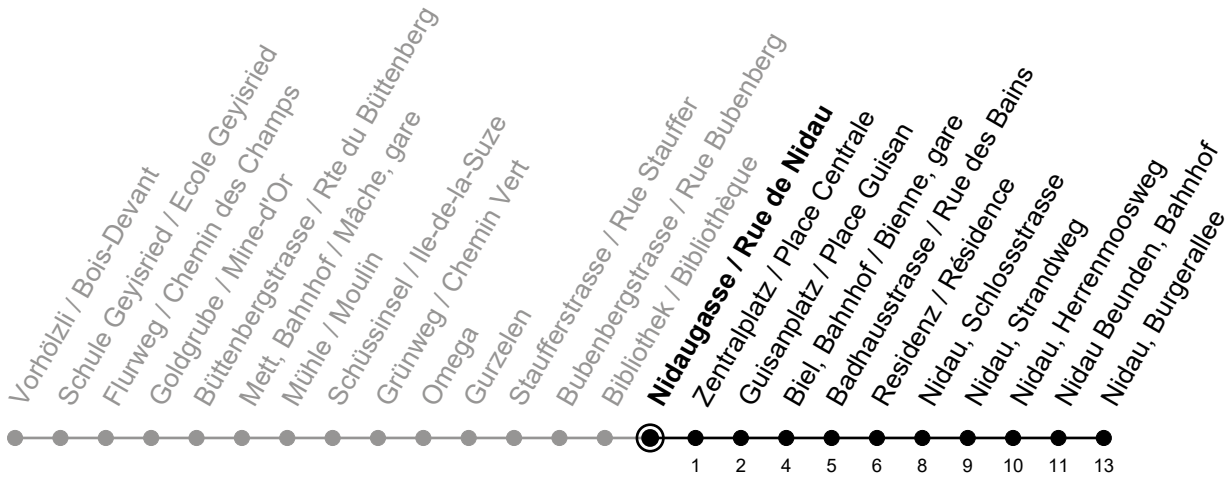 Vorhölzli / Bois-Devant
Schule Geyisried / Ecole Geyisried
Flurweg / Chemin des Champs
Goldgrube / Mine-d'Or
Büttenbergstrasse / Rte du Büttenberg
Mett, Bahnhof / Mâche, gare
Mühle / Moulin
Schüssinsel / Ile-de-la-Suze
Grünweg / Chemin Vert
Omega
Gurzelen
Staufferstrasse / Rue Stauffer
Bubenbergstrasse / Rue Bubenberg
Bibliothek / Bibliothèque
Nidaugasse / Rue de Nidau
Zentralplatz / Place Centrale
Guisanplatz / Place Guisan
Biel, Bahnhof / Bienne, gare
Badhausstrasse / Rue des Bains
Residenz / Résidence
Nidau, Schlossstrasse
Nidau, Strandweg
Nidau, Herrenmoosweg
Nidau Beunden, Bahnhof
Nidau, Burgerallee
1 2 4 5 6 8 9 10 11 13